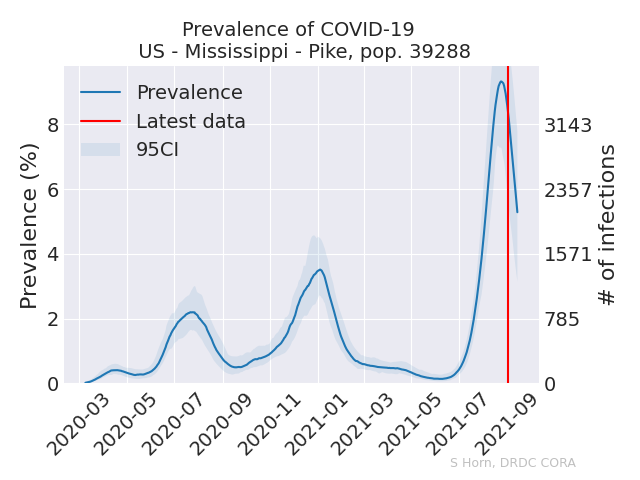 Prevalence of COVID-19
US - Mississippi - Pike, pop. 39288
Prevalence
Latest data
95CI
Prevalence (%)
8
6
4
2
0
3143
2357
1571
785
0
# of infections
2020-03
2020-05
2020-07
2020-09
2020-11
2021-01
2021-03
2021-05
2021-07
2021-09
S Horn, DRDC CORA